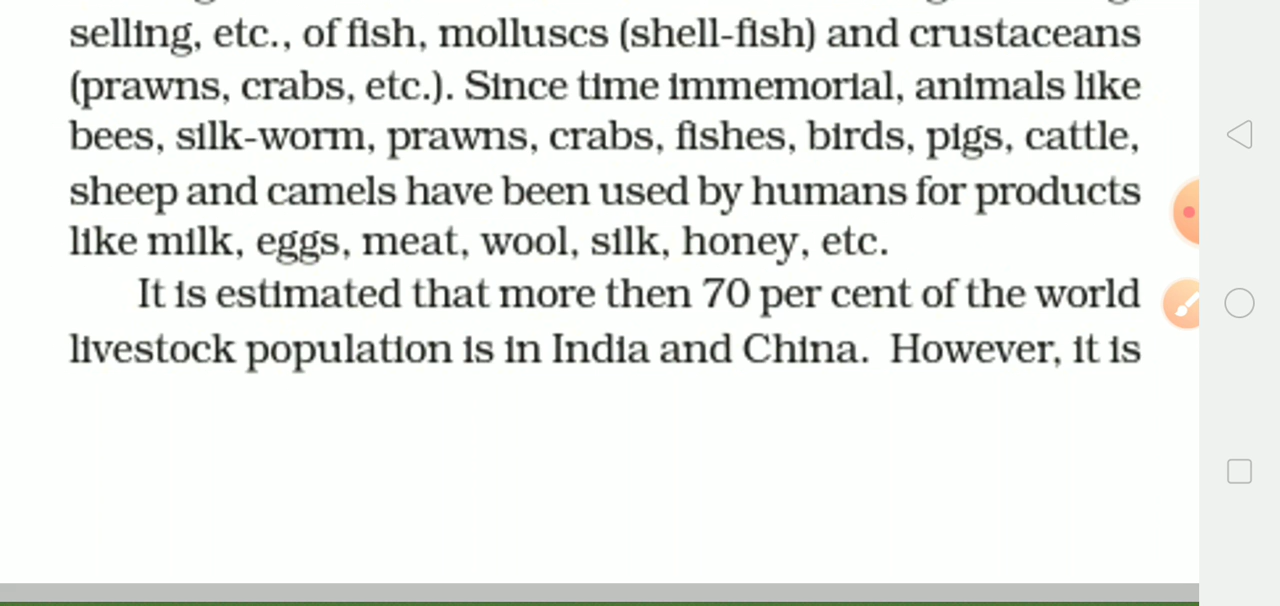 selling, etc., of fish, molluscs (shell-fish) and crustaceans
(prawns, crabs, etc.). Since time immemorial, animals like
bees, silk-worm, prawns, crabs, fishes, birds, pigs, cattle,
sheep and camels have been used by humans for products
like milk, eggs, meat, wool, silk, honey, etc.
It is estimated that more then 70 per cent of the world
livestock population is in India and China. However, it is